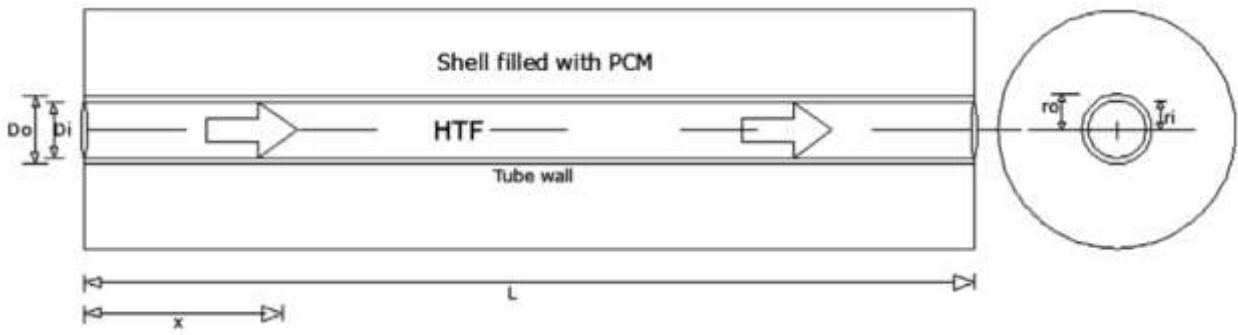 Shell filled with PCM
Do
Di
HTF
ro
ri
Tube wall
L
x